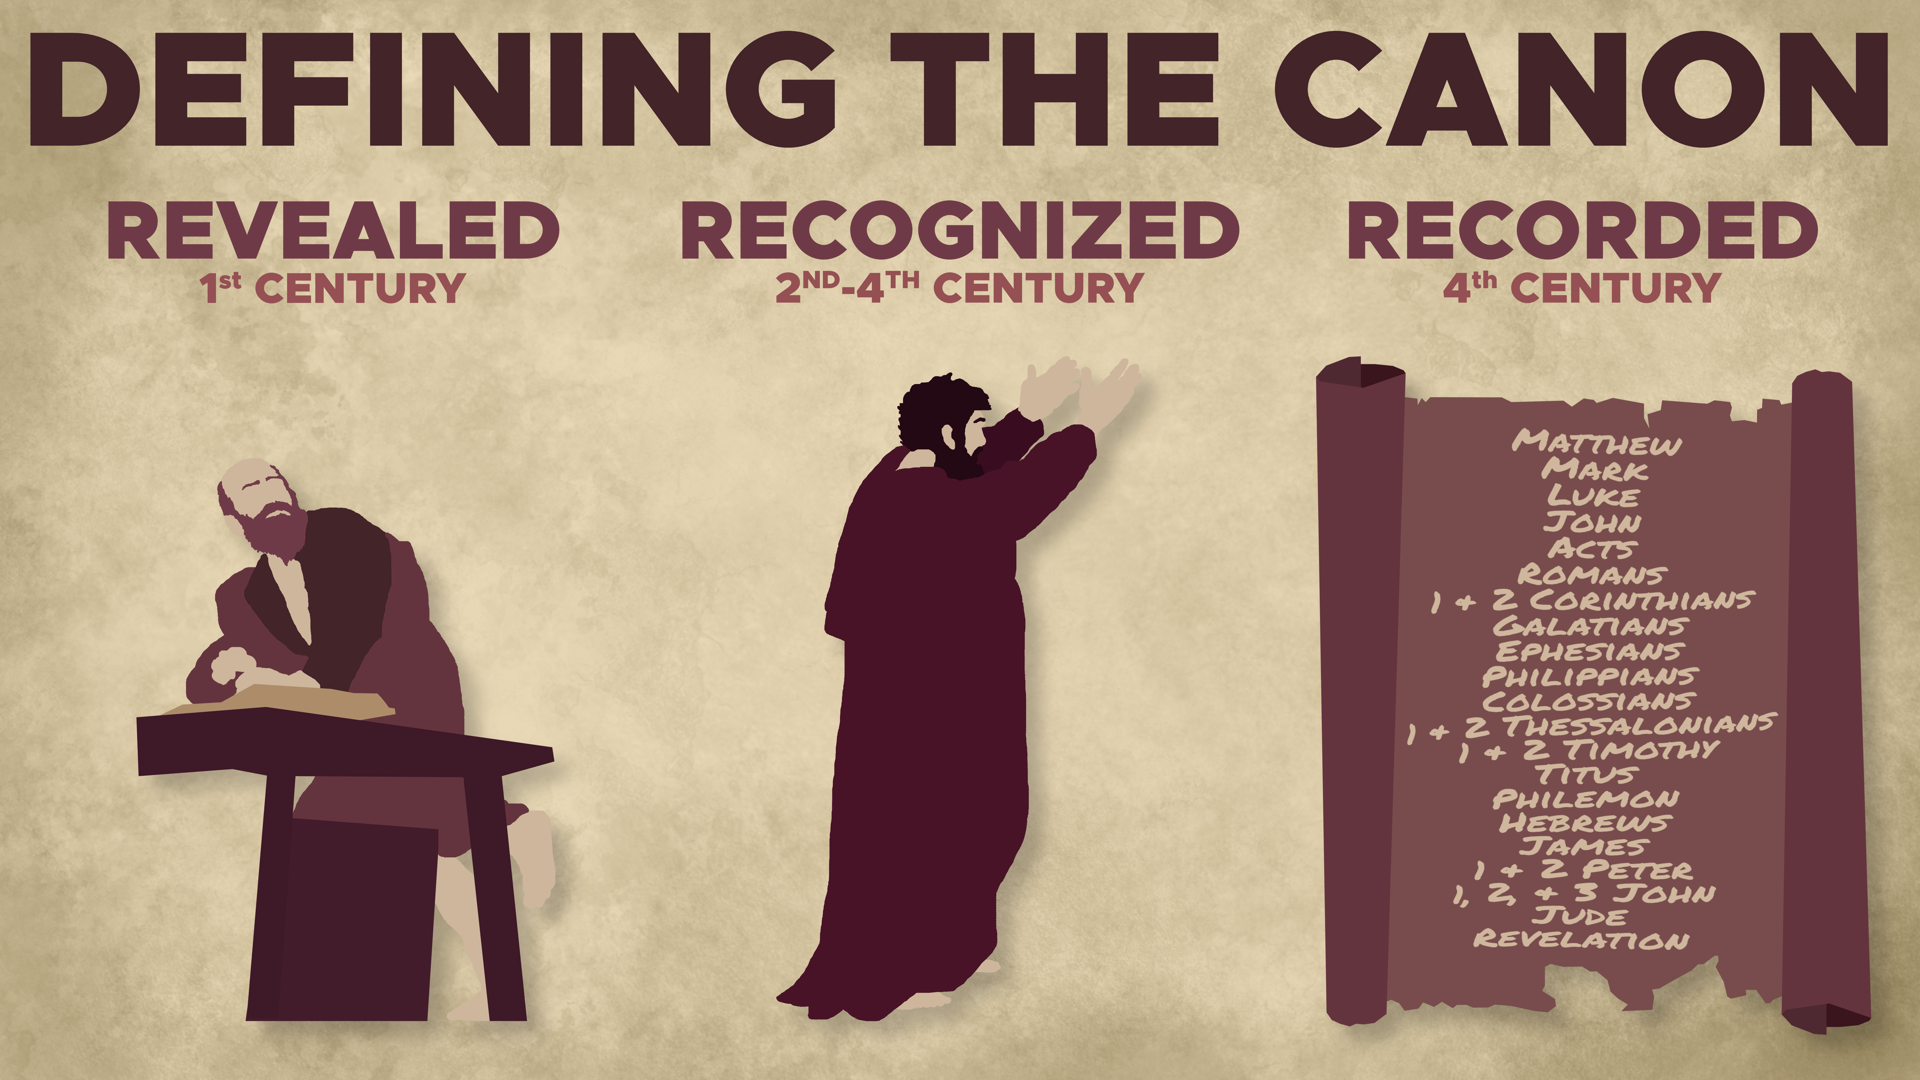 DEFINING THE CANON
REVEALED
1st CENTURY
RECOGNIZED
2ND-4TH CENTURY
RECORDED
4th CENTURY
MATTHEW
MARK
LUKE
JOHN
ACTS
ROMANS
1 + 2 CORINTHIANS
GALATIANS
EPHESIANS
PHILIPPIANS
COLOSSIANS
1 + 2 THESSALONIANS
1 + 2 TIMOTHY
TITUS
PHILEMON
HEBREWS
JAMES
1 + 2 PETER
1, 2, + 3 JOHN
JUDE
REVELATION